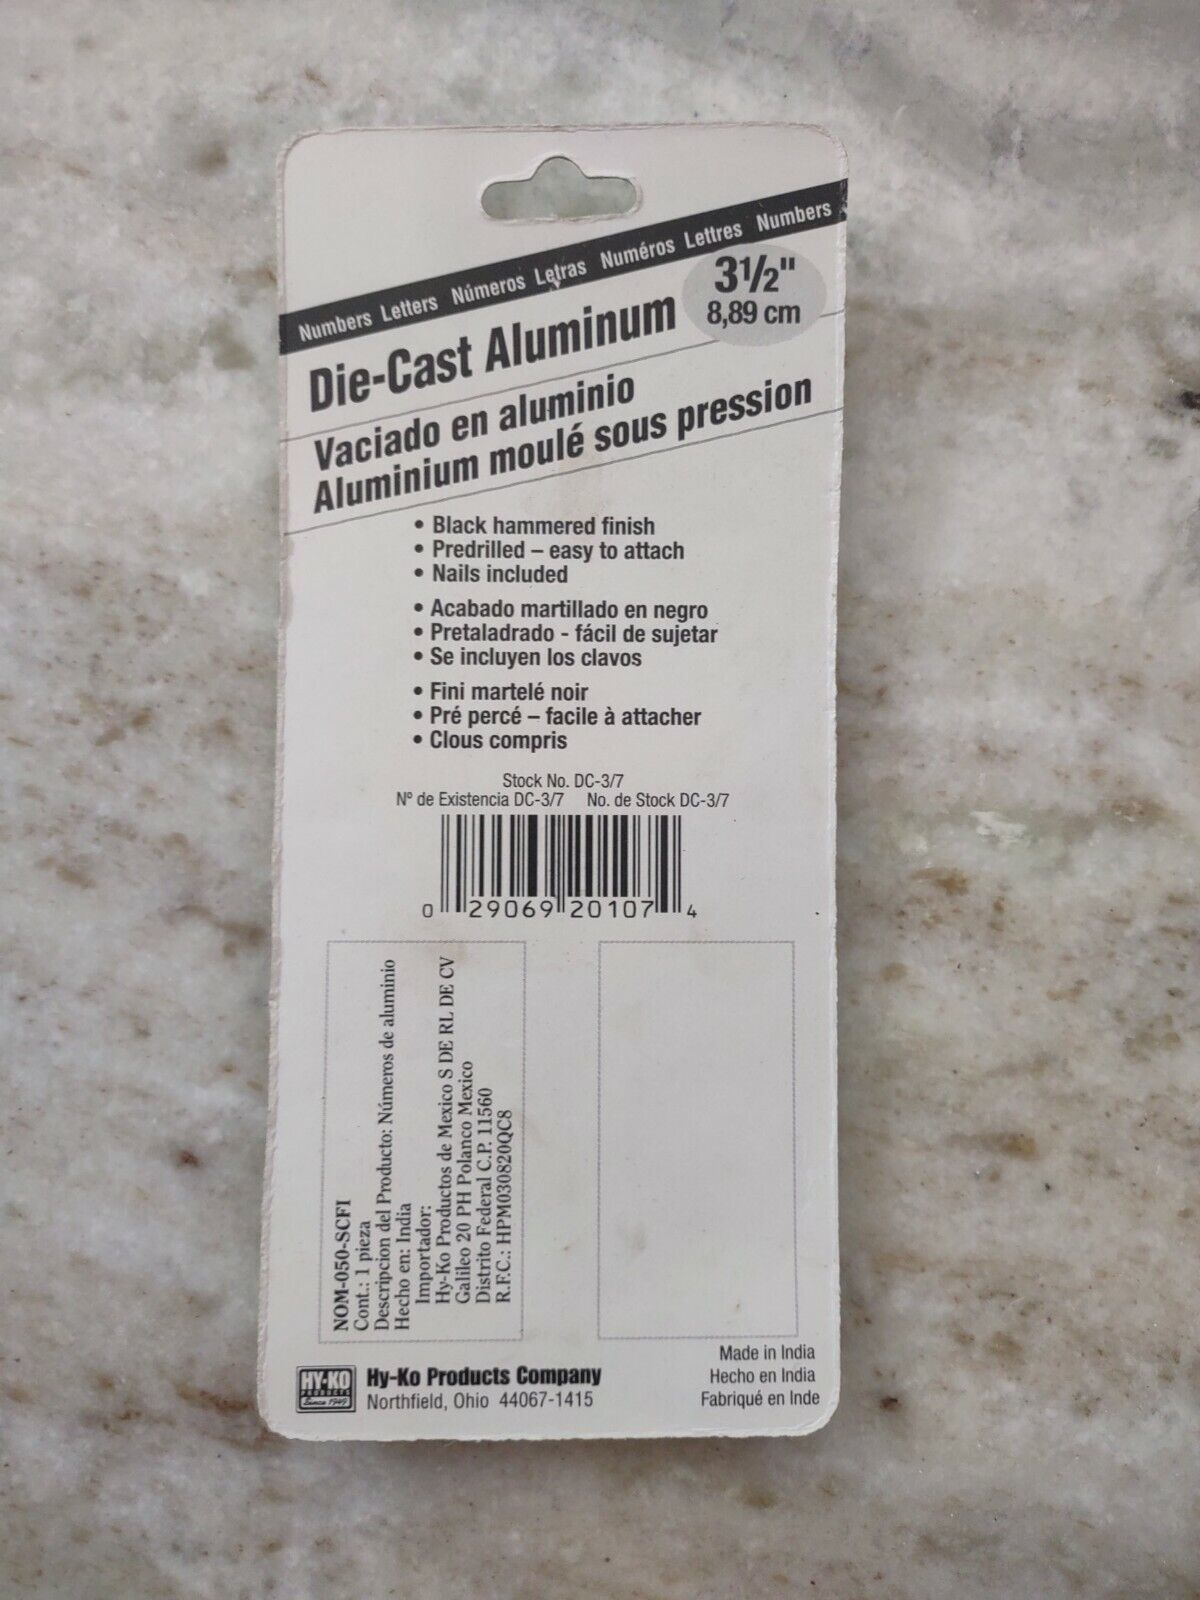 Numbers Letters Números Letras Numéros Lettres Numbers
3½"
8,89 cm
Die-Cast Aluminum
Vaciado en aluminio
Aluminium moulé sous pression
• Black hammered finish
• Predrilled – easy to attach
• Nails included
• Acabado martillado en negro
• Pretaladrado - fácil de sujetar
• Se incluyen los clavos
• Fini martelé noir
• Pré percé – facile à attacher
• Clous compris
Stock No. DC-3/7
Nº de Existencia DC-3/7 No. de Stock DC-3/7
0 29069 20107 4
NOM-050-SCFI
Cont.: 1 pieza
Descripcion del Producto: Números de aluminio
Hecho en: India
Importador:
Hy-Ko Productos de Mexico S DE RL DE CV
Galileo 20 PH Polanco Mexico
Distrito Federal C.P. 11560
R.F.C.: HPM030820QC8
HY-KO
PRODUCTS
Since 1949
Hy-Ko Products Company
Northfield, Ohio 44067-1415
Made in India
Hecho en India
Fabriqué en Inde